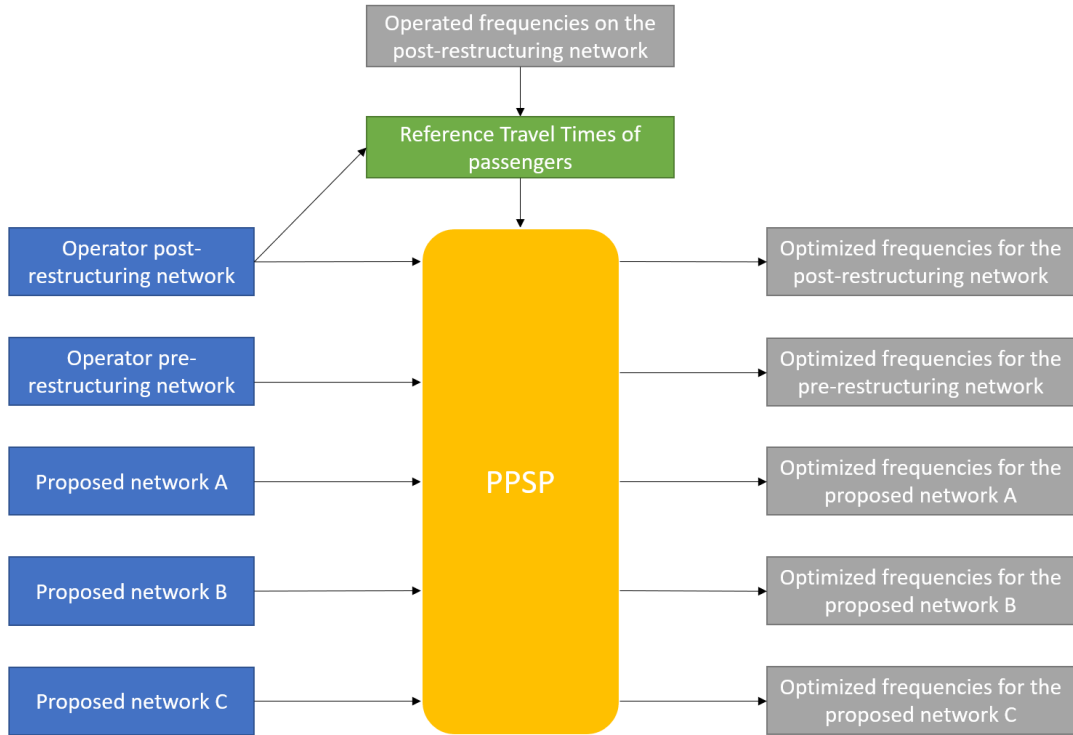 Operated frequencies on the
post-restructuring network
Reference Travel Times of
passengers
Operator post-
restructuring network
Operator pre-
restructuring network
Proposed network A
Proposed network B
Proposed network C
PPSP
Optimized frequencies for the
post-restructuring network
Optimized frequencies for the
pre-restructuring network
Optimized frequencies for the
proposed network A
Optimized frequencies for the
proposed network B
Optimized frequencies for the
proposed network C